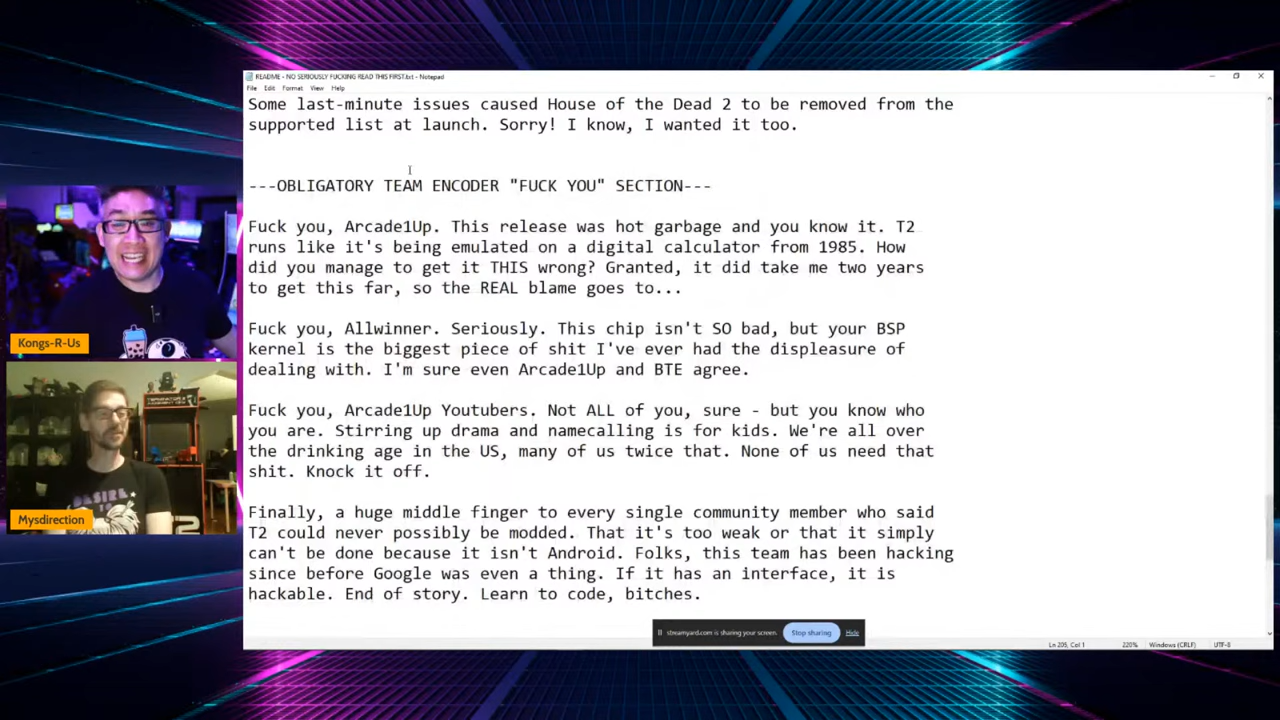 README - NO SERIOUSLY FUCKING READ THIS FIRST.txt - Notepad
File Edit Format View Help
Some last-minute issues caused House of the Dead 2 to be removed from the
supported list at launch. Sorry! I know, I wanted it too.
---OBLIGATORY TEAM ENCODER "FUCK YOU" SECTION---
Fuck you, Arcade1Up. This release was hot garbage and you know it. T2
runs like it's being emulated on a digital calculator from 1985. How
did you manage to get it THIS wrong? Granted, it did take me two years
to get this far, so the REAL blame goes to...
Fuck you, Allwinner. Seriously. This chip isn't SO bad, but your BSP
kernel is the biggest piece of shit I've ever had the displeasure of
dealing with. I'm sure even Arcade1Up and BTE agree.
Fuck you, Arcade1Up Youtubers. Not ALL of you, sure - but you know who
you are. Stirring up drama and namecalling is for kids. We're all over
the drinking age in the US, many of us twice that. None of us need that
shit. Knock it off.
Finally, a huge middle finger to every single community member who said
T2 could never possibly be modded. That it's too weak or that it simply
can't be done because it isn't Android. Folks, this team has been hacking
since before Google was even a thing. If it has an interface, it is
hackable. End of story. Learn to code, bitches.
streamyard.com is sharing your screen.
Stop sharing
Hide
Ln 205, Col 1
220%
Windows (CRLF)
UTF-8
Kongs-R-Us
DESIRE
Mysdirection